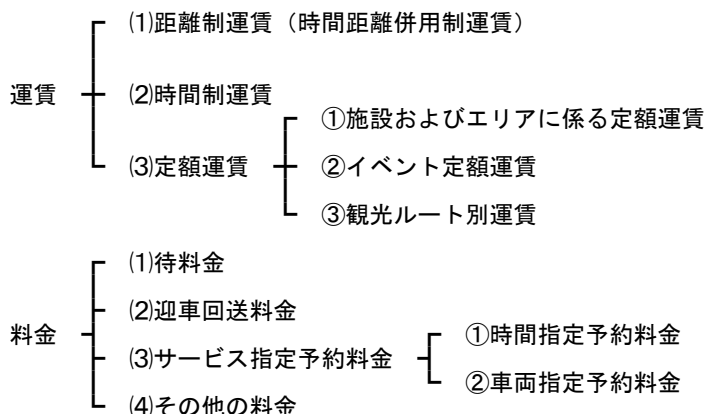 ⑴距離制運賃（時間距離併用制運賃）
運賃
⑵時間制運賃
⑶定額運賃
①施設およびエリアに係る定額運賃
②イベント定額運賃
③観光ルート別運賃
料金
⑴待料金
⑵迎車回送料金
⑶サービス指定予約料金
①時間指定予約料金
②車両指定予約料金
⑷その他の料金